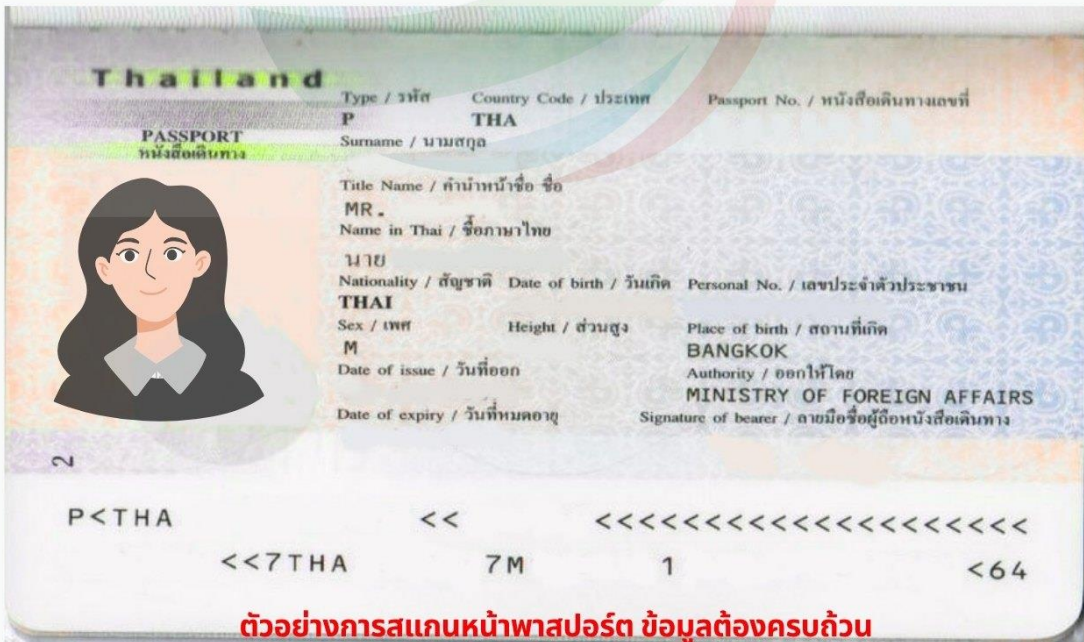 Thailand
Type / รหัส Country Code / ประเทศ Passport No. / หนังสือเดินทางเลขที่
P THA
PASSPORT
หนังสือเดินทาง
Surname / นามสกุล
Title Name / คำนำหน้าชื่อ ชื่อ
MR.
Name in Thai / ชื่อภาษาไทย
นาย
Nationality / สัญชาติ Date of birth / วันเกิด Personal No. / เลขประจำตัวประชาชน
THAI
Sex / เพศ Height / ส่วนสูง Place of birth / สถานที่เกิด
M BANGKOK
Date of issue / วันที่ออก Authority / ออกให้โดย
MINISTRY OF FOREIGN AFFAIRS
Date of expiry / วันที่หมดอายุ Signature of bearer / ลายมือชื่อผู้ถือหนังสือเดินทาง
2
P<THA << <<<<<<<<<<<<<<<<<<<<
<<7THA 7M 1 <64
ตัวอย่างการสแกนหน้าพาสปอร์ต ข้อมูลต้องครบถ้วน